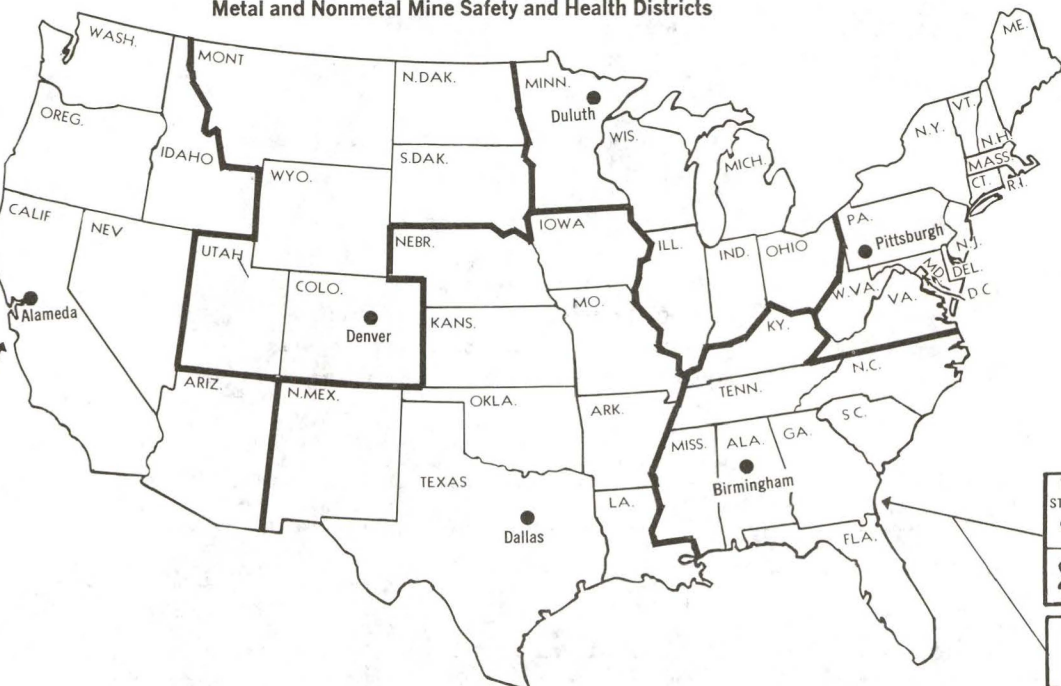 Metal and Nonmetal Mine Safety and Health Districts
WASH.
MONT
N.DAK.
MINN.
Duluth
ME.
OREG.
IDAHO
WYO.
S.DAK.
WIS.
MICH.
N.Y.
VT.
N.H.
MASS.
CT.
R.I.
CALIF
NEV
UTAH
COLO.
NEBR.
IOWA
ILL.
IND.
OHIO
PA.
Pittsburgh
N.J.
MD.
DEL.
D.C.
W.VA.
VA.
Alameda
Denver
KANS.
MO.
KY.
ARIZ.
N.MEX.
OKLA.
ARK.
TENN.
N.C.
S.C.
MISS.
ALA.
GA.
Birmingham
TEXAS
Dallas
LA.
FLA.
ST